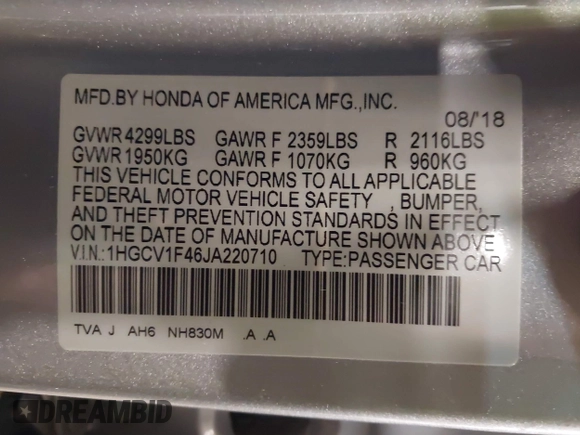 MFD.BY HONDA OF AMERICA MFG.,INC.
08/'18
GVWR 4299LBS GAWR F 2359LBS R 2116LBS
GVWR 1950KG GAWR F 1070KG R 960KG
THIS VEHICLE CONFORMS TO ALL APPLICABLE
FEDERAL MOTOR VEHICLE SAFETY , BUMPER,
AND THEFT PREVENTION STANDARDS IN EFFECT
ON THE DATE OF MANUFACTURE SHOWN ABOVE
V.I.N.:1HGCV1F46JA220710 TYPE:PASSENGER CAR
TVA J AH6 NH830M .A .A
DREAMBID